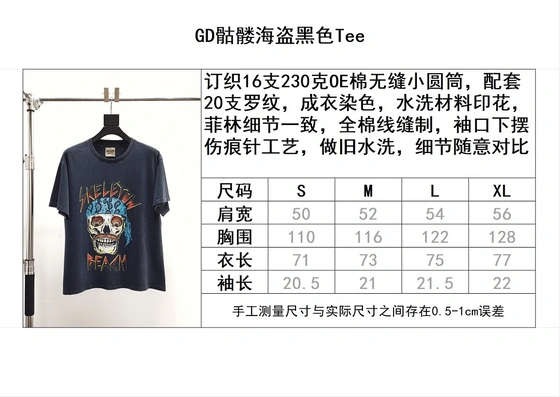 GD骷髅海盗黑色Tee
订织16支230克OE棉无缝小圆筒，配套
20支罗纹，成衣染色，水洗材料印花，
菲林细节一致，全棉线缝制，袖口下摆
伤痕针工艺，做旧水洗，细节随意对比
尺码 S M L XL
肩宽 50 52 54 56
胸围 110 116 122 128
衣长 71 73 75 77
袖长 20.5 21 21.5 22
手工测量尺寸与实际尺寸之间存在0.5-1cm误差
SKELETON
BEACH